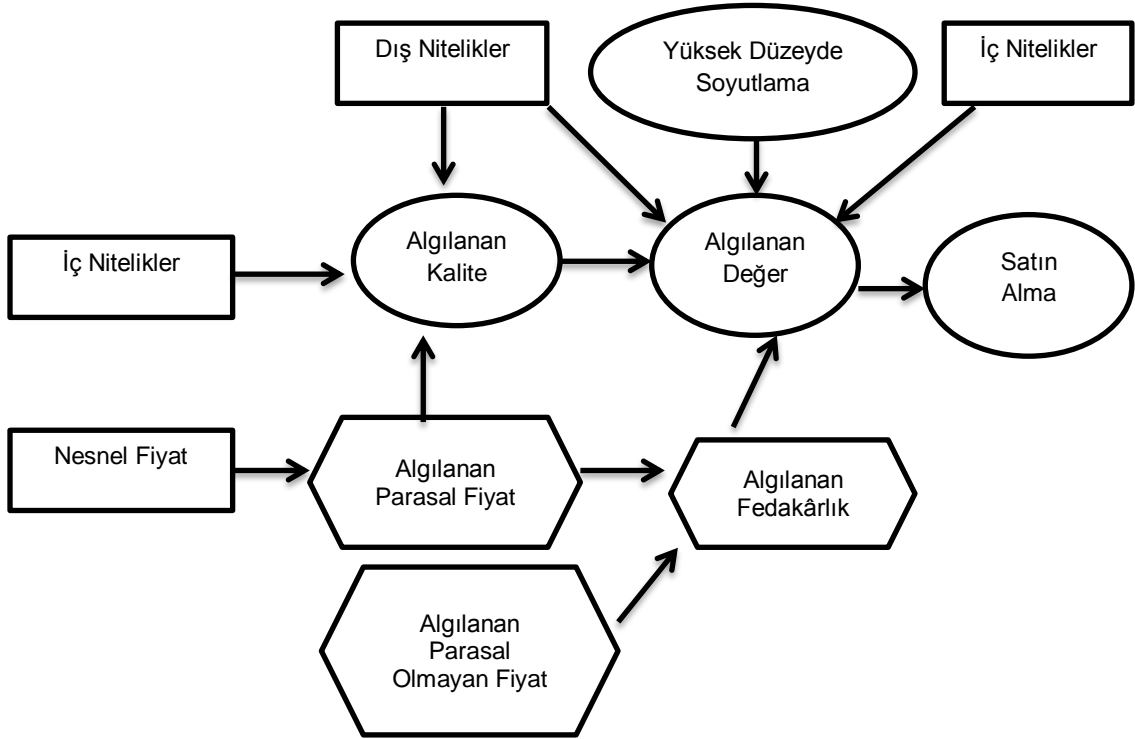 Dış Nitelikler
Yüksek Düzeyde
Soyutlama
İç Nitelikler
İç Nitelikler
Algılanan
Kalite
Algılanan
Değer
Satın
Alma
Nesnel Fiyat
Algılanan
Parasal Fiyat
Algılanan
Fedakârlık
Algılanan
Parasal
Olmayan Fiyat